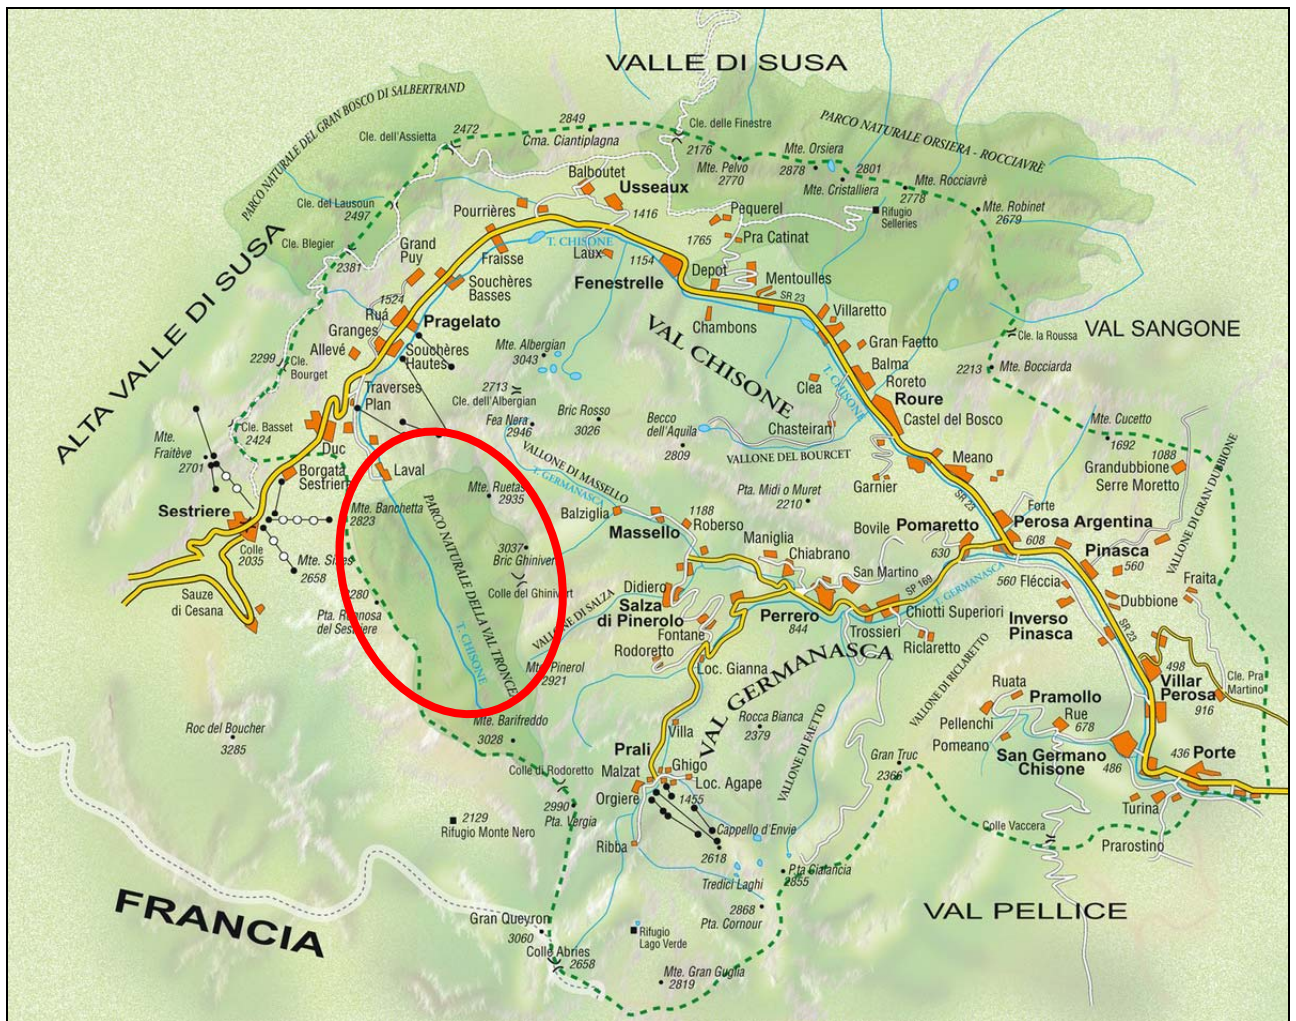 VALLE DI SUSA
PARCO NATURALE DEL GRAN BOSCO DI SALBERTRAND
Cle. dell'Assietta
2472
2849
Cma. Ciantiplagna
Cle. delle Finestre
2176
Mte. Pelvo
2770
PARCO NATURALE ORSIERA - ROCCIAVRÈ
Mte. Orsiera
2878
2801
Mte. Cristalliera
Mte. Rocciavrè
2778
Mte. Robinet
2679
Rifugio
Selleries
Balboutet
Usseaux
1416
Pourrières
Cle. del Lausoun
2497
Cle. Blegier
2381
Grand
Puy
Fraisse
T. CHISONE
Laux
1154
Fenestrelle
1765
Pequerel
Pra Catinat
Depot
Mentoulles
SR 23
Chambons
Villaretto
Gran Faetto
Balma
Roreto
Roure
Castel del Bosco
T. CHISONE
Cle. la Roussa
VAL SANGONE
2213
Mte. Bocciarda
ALTA VALLE DI SUSA
Souchères
Basses
1524
Ruá
Pragelato
Granges
Allevé
Souchères
Hautes
Traverses
Plan
2299
Cle.
Bourget
Mte. Albergian
3043
2713
Cle. dell'Albergian
Fea Nera
2946
Bric Rosso
3026
VAL CHISONE
Clea
Chasteiran
Becco
dell'Aquila
2809
VALLONE DEL BOURCET
Garnier
Meano
SR 23
Mte. Cucetto
1692
1088
Grandubbione
Serre Moretto
VALLONE DI GRAN DUBBIONE
Cle. Basset
2424
Mte.
Fraitève
2701
Duc
Borgata
Sestriere
Laval
Sestriere
Colle
2035
Mte. Banchetta
2823
Mte. Sises
2658
Sauze
di Cesana
3280
Pta. Rognosa
del Sestriere
Mte. Ruetas
2935
PARCO NATURALE DELLA VAL TRONCEA
3037
Bric Ghinivert
Colle del Ghinivert
T. CHISONE
VALLONE DI MASSELLO
T. GERMANASCA
Balziglia
Massello
1188
Roberso
Pta. Midi o Muret
2210
Maniglia
Chiabrano
Bovile
San Martino
Pomaretto
630
Forte
Perosa Argentina
608
Pinasca
560
Fraita
560
Fléccia
Dubbione
SP 169
T. GERMANASCA
Didiero
Salza
di Pinerolo
VALLONE DI SALZA
Fontane
Rodoretto
Perrero
844
Trossieri
Chiotti Superiori
Riclaretto
VALLONE DI RICLARETTO
Inverso
Pinasca
SR 23
498
Villar
Perosa
Cle. Pra
Martino
916
Mte. Pinerol
2921
Loc. Gianna
VAL GERMANASCA
Ruata
Pramollo
Rue
678
Pellenchi
Pomeano
San Germano
Chisone
486
436
Porte
Turina
Prarostino
Roc del Boucher
3285
Mte. Barifreddo
3028
Villa
Rocca Bianca
2379
VALLONE DI FAETTO
Gran Truc
2366
Colle di Rodoretto
2990
Pta. Vergia
Prali
Malzat
Ghigo
Loc. Agape
Orgiere
1455
Cappello d'Envie
2618
Ribba
Colle Vaccera
2129
Rifugio Monte Nero
P.ta Cialancia
2855
Tredici Laghi
2868
Pta. Cornour
FRANCIA
Gran Queyron
3060
Colle Abries
2658
Rifugio
Lago Verde
Mte. Gran Guglia
2819
VAL PELLICE